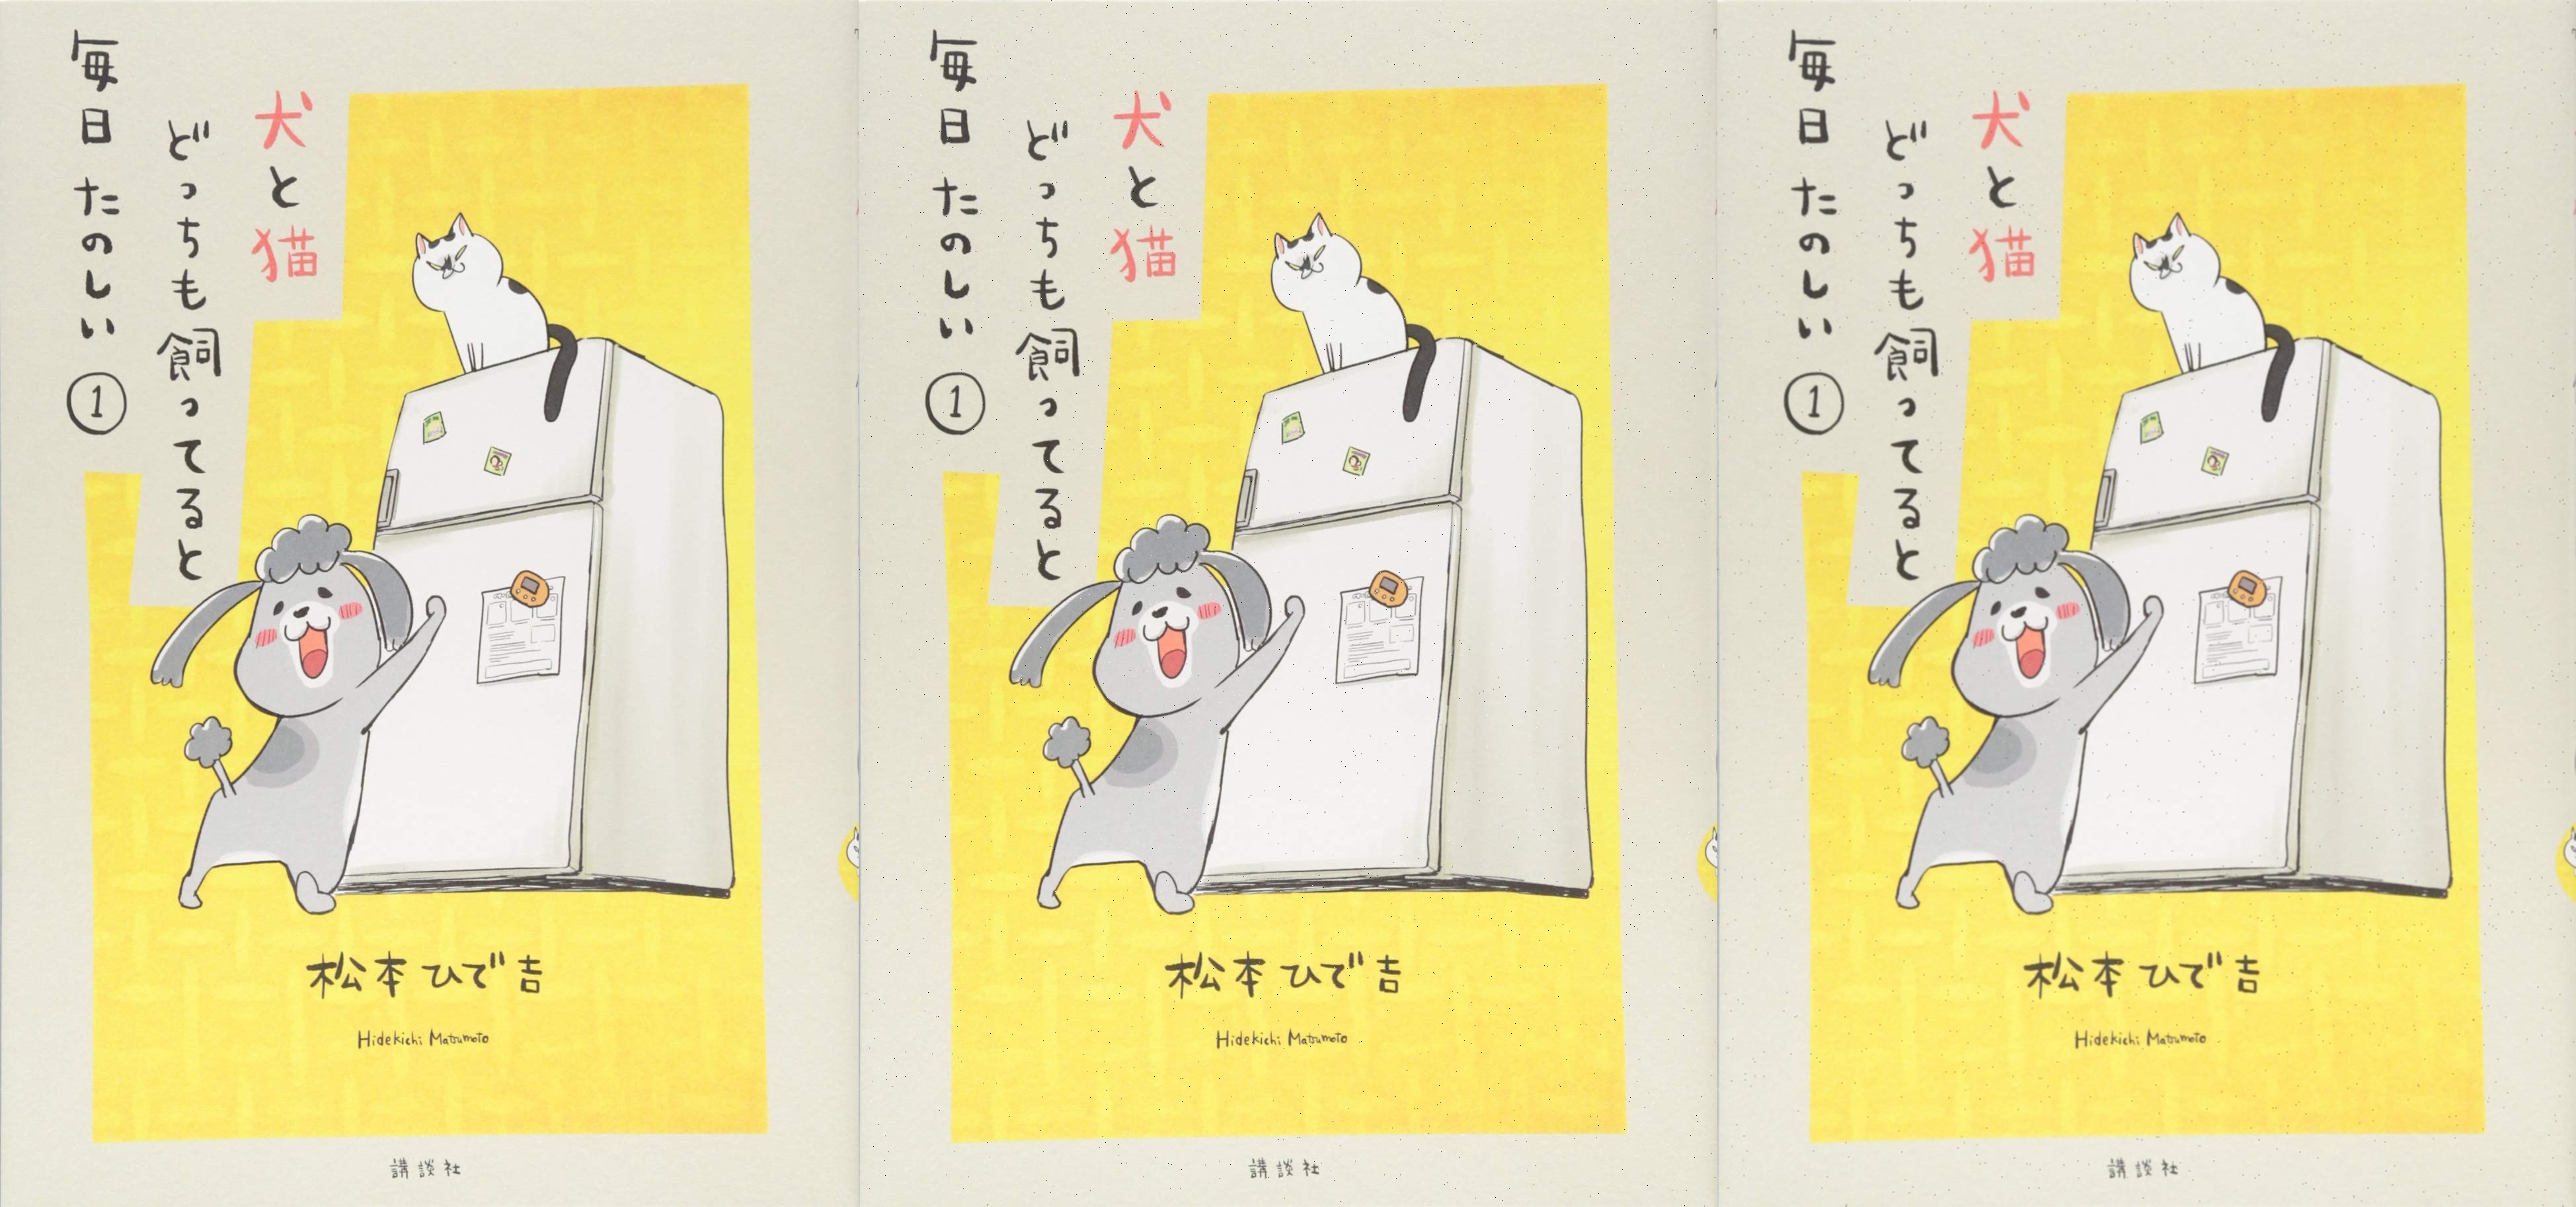 犬と猫
どっちも飼ってると
毎日たのしい
①
松本ひで吉
Hidekichi Matsumoto
講談社
犬と猫
どっちも飼ってると
毎日たのしい
①
松本ひで吉
Hidekichi Matsumoto
講談社
犬と猫
どっちも飼ってると
毎日たのしい
①
松本ひで吉
Hidekichi Matsumoto
講談社